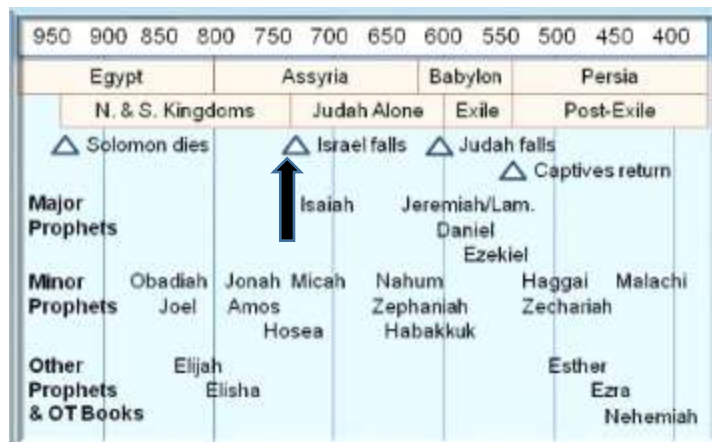 950 900 850 800 750 700 650 600 550 500 450 400
Egypt Assyria Babylon Persia
N. & S. Kingdoms Judah Alone Exile Post-Exile
Solomon dies Israel falls Judah falls
Captives return
Major Isaiah Jeremiah/Lam.
Prophets Daniel
Ezekiel
Minor Obadiah Jonah Micah Nahum Haggai Malachi
Prophets Joel Amos Zephaniah Zechariah
Hosea Habakkuk
Other Elijah Esther
Prophets Elisha Ezra
& OT Books Nehemiah